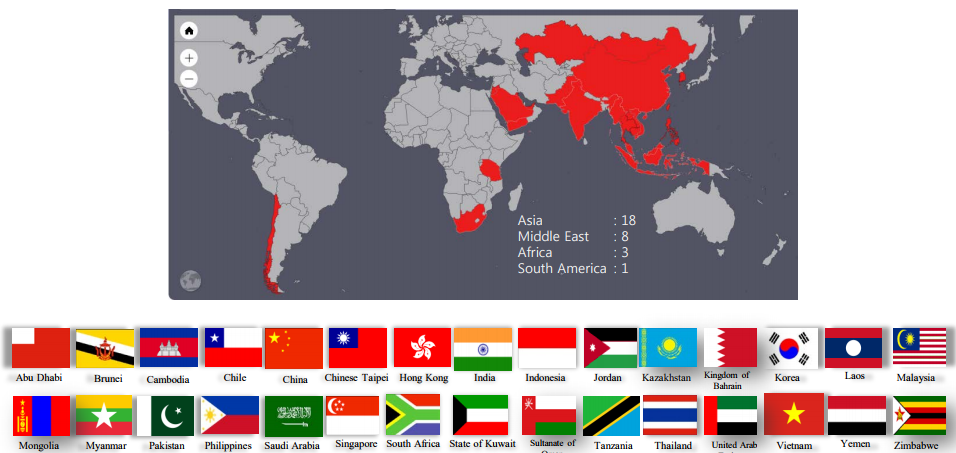 Asia : 18
Middle East : 8
Africa : 3
South America : 1
Abu Dhabi
Brunei
Cambodia
Chile
China
Chinese Taipei
Hong Kong
India
Indonesia
Jordan
Kazakhstan
Kingdom of
Bahrain
Korea
Laos
Malaysia
Mongolia
Myanmar
Pakistan
Philippines
Saudi Arabia
Singapore
South Africa
State of Kuwait
Sultanate of
Tanzania
Thailand
United Arab
Vietnam
Yemen
Zimbabwe